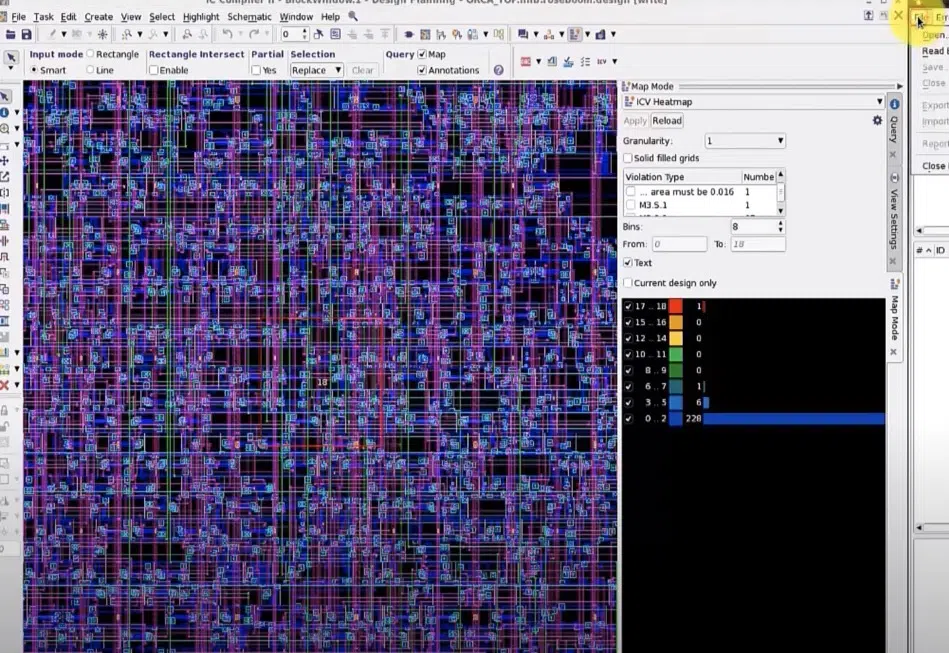 IC Compiler II - BlockWindow.1 - Design Planning - ORCA_TOP.nlib:roseboom.design [write]
File Task Edit Create View Select Highlight Schematic Window Help
0
Input mode Rectangle Rectangle Intersect Partial Selection Query Map
Smart Line Enable Yes Replace Clear Annotations
Map Mode
ICV Heatmap
Apply Reload
Granularity: 1
Solid filled grids
Violation Type Numbe
... area must be 0.016 1
M3.5.1 1
Bins: 8
From: 0 To: 18
Text
Current design only
17 .. 18 1
15 .. 16 0
12 .. 14 0
10 .. 11 0
8 .. 9 0
6 .. 7 1
3 .. 5 6
0 .. 2 228
18
Query
View Settings
Map Mode
Open.
Read
Save..
Close
Export
Import
Report
Close
# ID